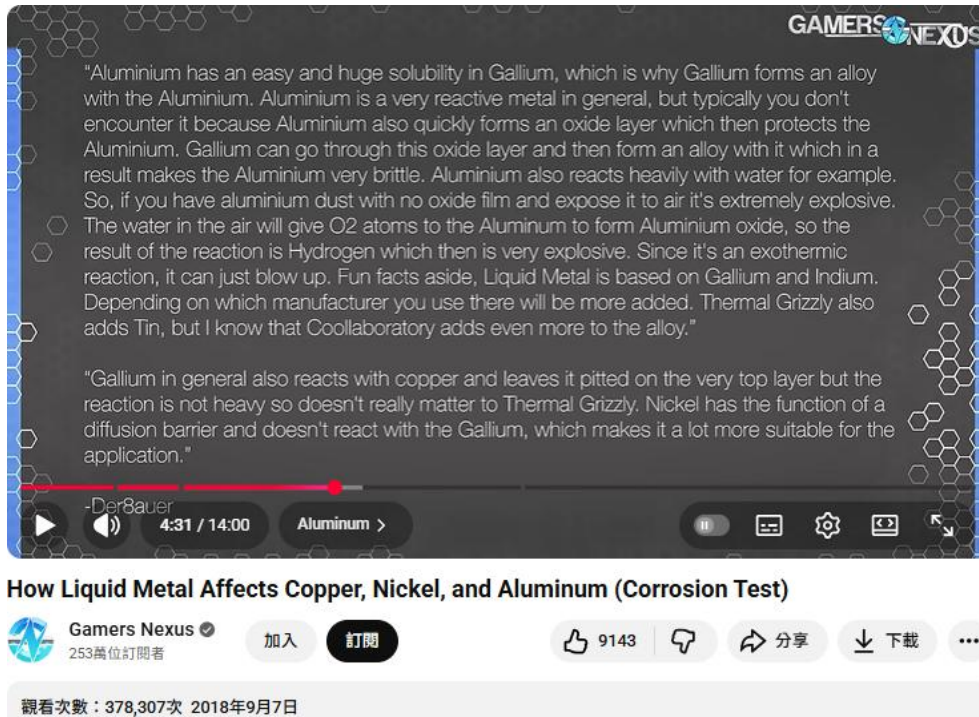 GAMERS NEXUS
"Aluminium has an easy and huge solubility in Gallium, which is why Gallium forms an alloy
with the Aluminium. Aluminium is a very reactive metal in general, but typically you don't
encounter it because Aluminium also quickly forms an oxide layer which then protects the
Aluminium. Gallium can go through this oxide layer and then form an alloy with it which in a
result makes the Aluminium very brittle. Aluminium also reacts heavily with water for example.
So, if you have aluminium dust with no oxide film and expose it to air it's extremely explosive.
The water in the air will give O2 atoms to the Aluminum to form Aluminium oxide, so the
result of the reaction is Hydrogen which then is very explosive. Since it's an exothermic
reaction, it can just blow up. Fun facts aside, Liquid Metal is based on Gallium and Indium.
Depending on which manufacturer you use there will be more added. Thermal Grizzly also
adds Tin, but I know that Coollaboratory adds even more to the alloy."
"Gallium in general also reacts with copper and leaves it pitted on the very top layer but the
reaction is not heavy so doesn't really matter to Thermal Grizzly. Nickel has the function of a
diffusion barrier and doesn't react with the Gallium, which makes it a lot more suitable for the
application."
-Der8auer
4:31 / 14:00 Aluminum >
How Liquid Metal Affects Copper, Nickel, and Aluminum (Corrosion Test)
Gamers Nexus
253萬位訂閱者
加入
訂閱
9143
分享
下載
觀看次數：378,307次 2018年9月7日